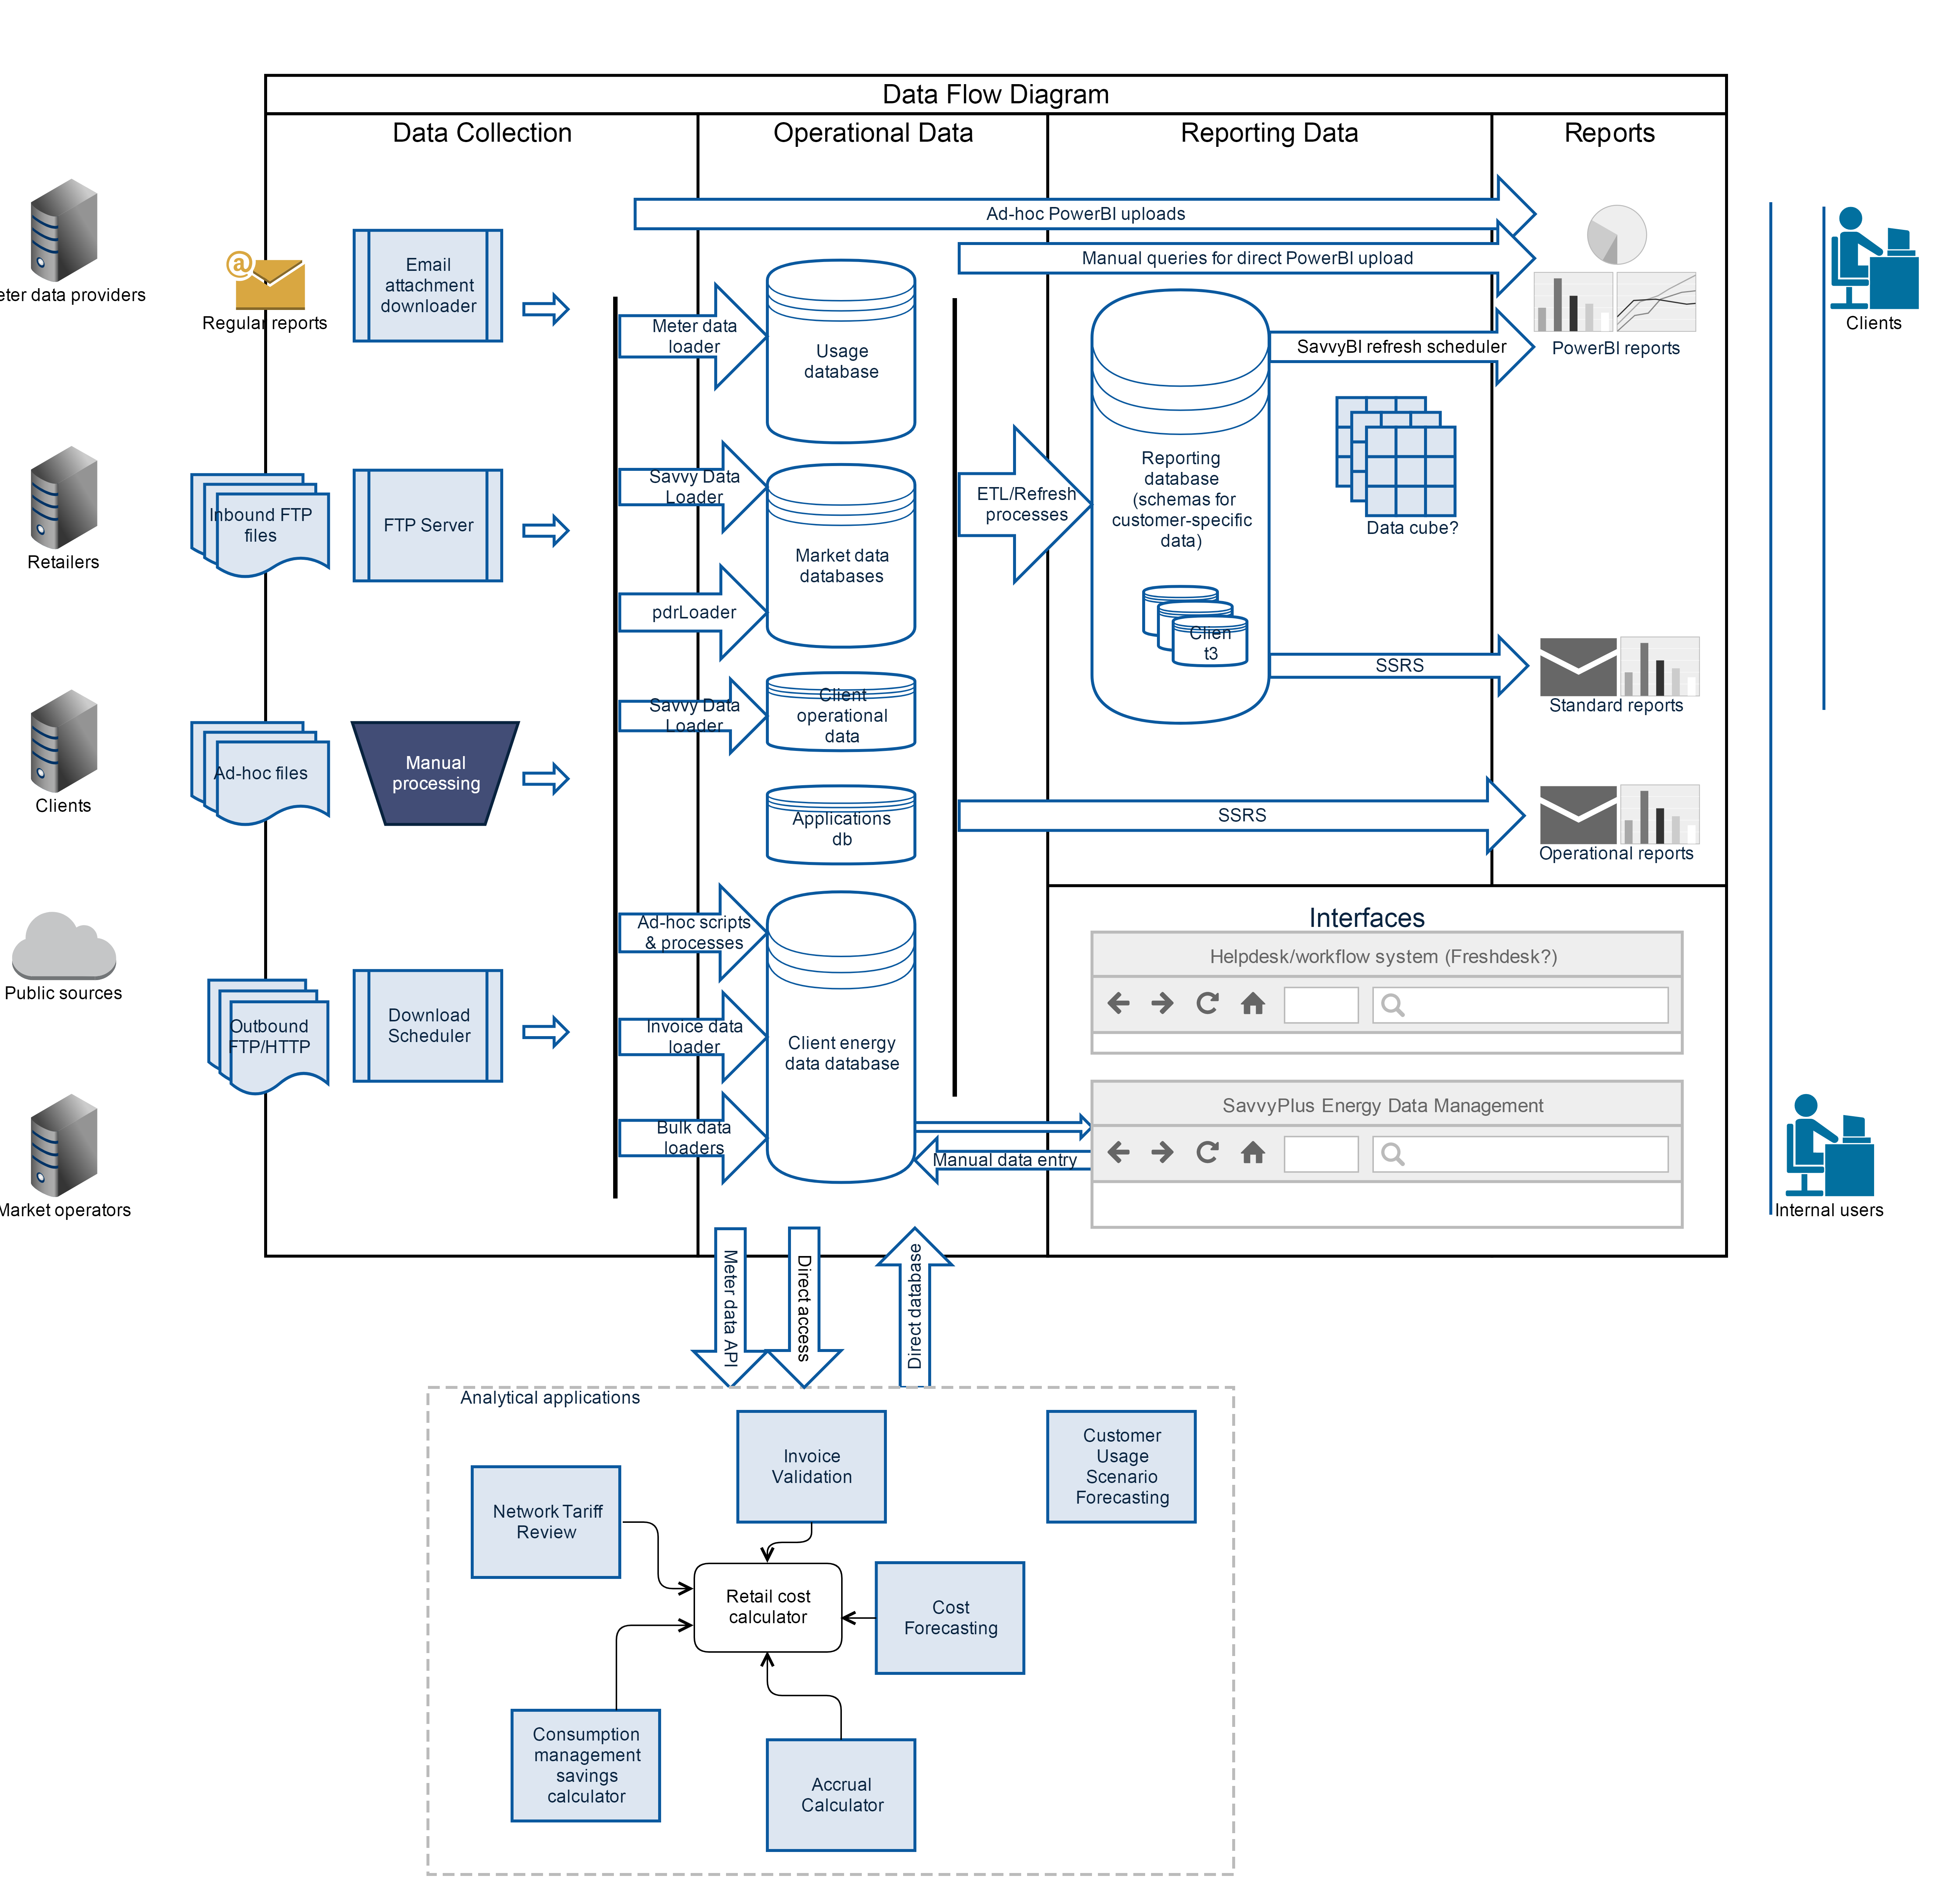 Data Flow Diagram
Data Collection
Operational Data
Reporting Data
Reports
eter data providers
Retailers
Clients
Public sources
Market operators
Regular reports
Inbound FTP
files
Ad-hoc files
Outbound
FTP/HTTP
Email
attachment
downloader
FTP Server
Manual
processing
Download
Scheduler
Meter data
loader
Savvy Data
Loader
pdrLoader
Savvy Data
Loader
Ad-hoc scripts
& processes
Invoice data
loader
Bulk data
loaders
Usage
database
Market data
databases
Client
operational
data
Applications
db
Client energy
data database
Ad-hoc PowerBI uploads
Manual queries for direct PowerBI upload
ETL/Refresh
processes
Reporting
database
(schemas for
customer-specific
data)
Clien
t3
SavvyBI refresh scheduler
Data cube?
SSRS
SSRS
PowerBI reports
Standard reports
Operational reports
Clients
Internal users
Interfaces
Helpdesk/workflow system (Freshdesk?)
SavvyPlus Energy Data Management
Manual data entry
Meter data API
Direct access
Direct database
Analytical applications
Invoice
Validation
Customer
Usage
Scenario
Forecasting
Network Tariff
Review
Retail cost
calculator
Cost
Forecasting
Consumption
management
savings
calculator
Accrual
Calculator